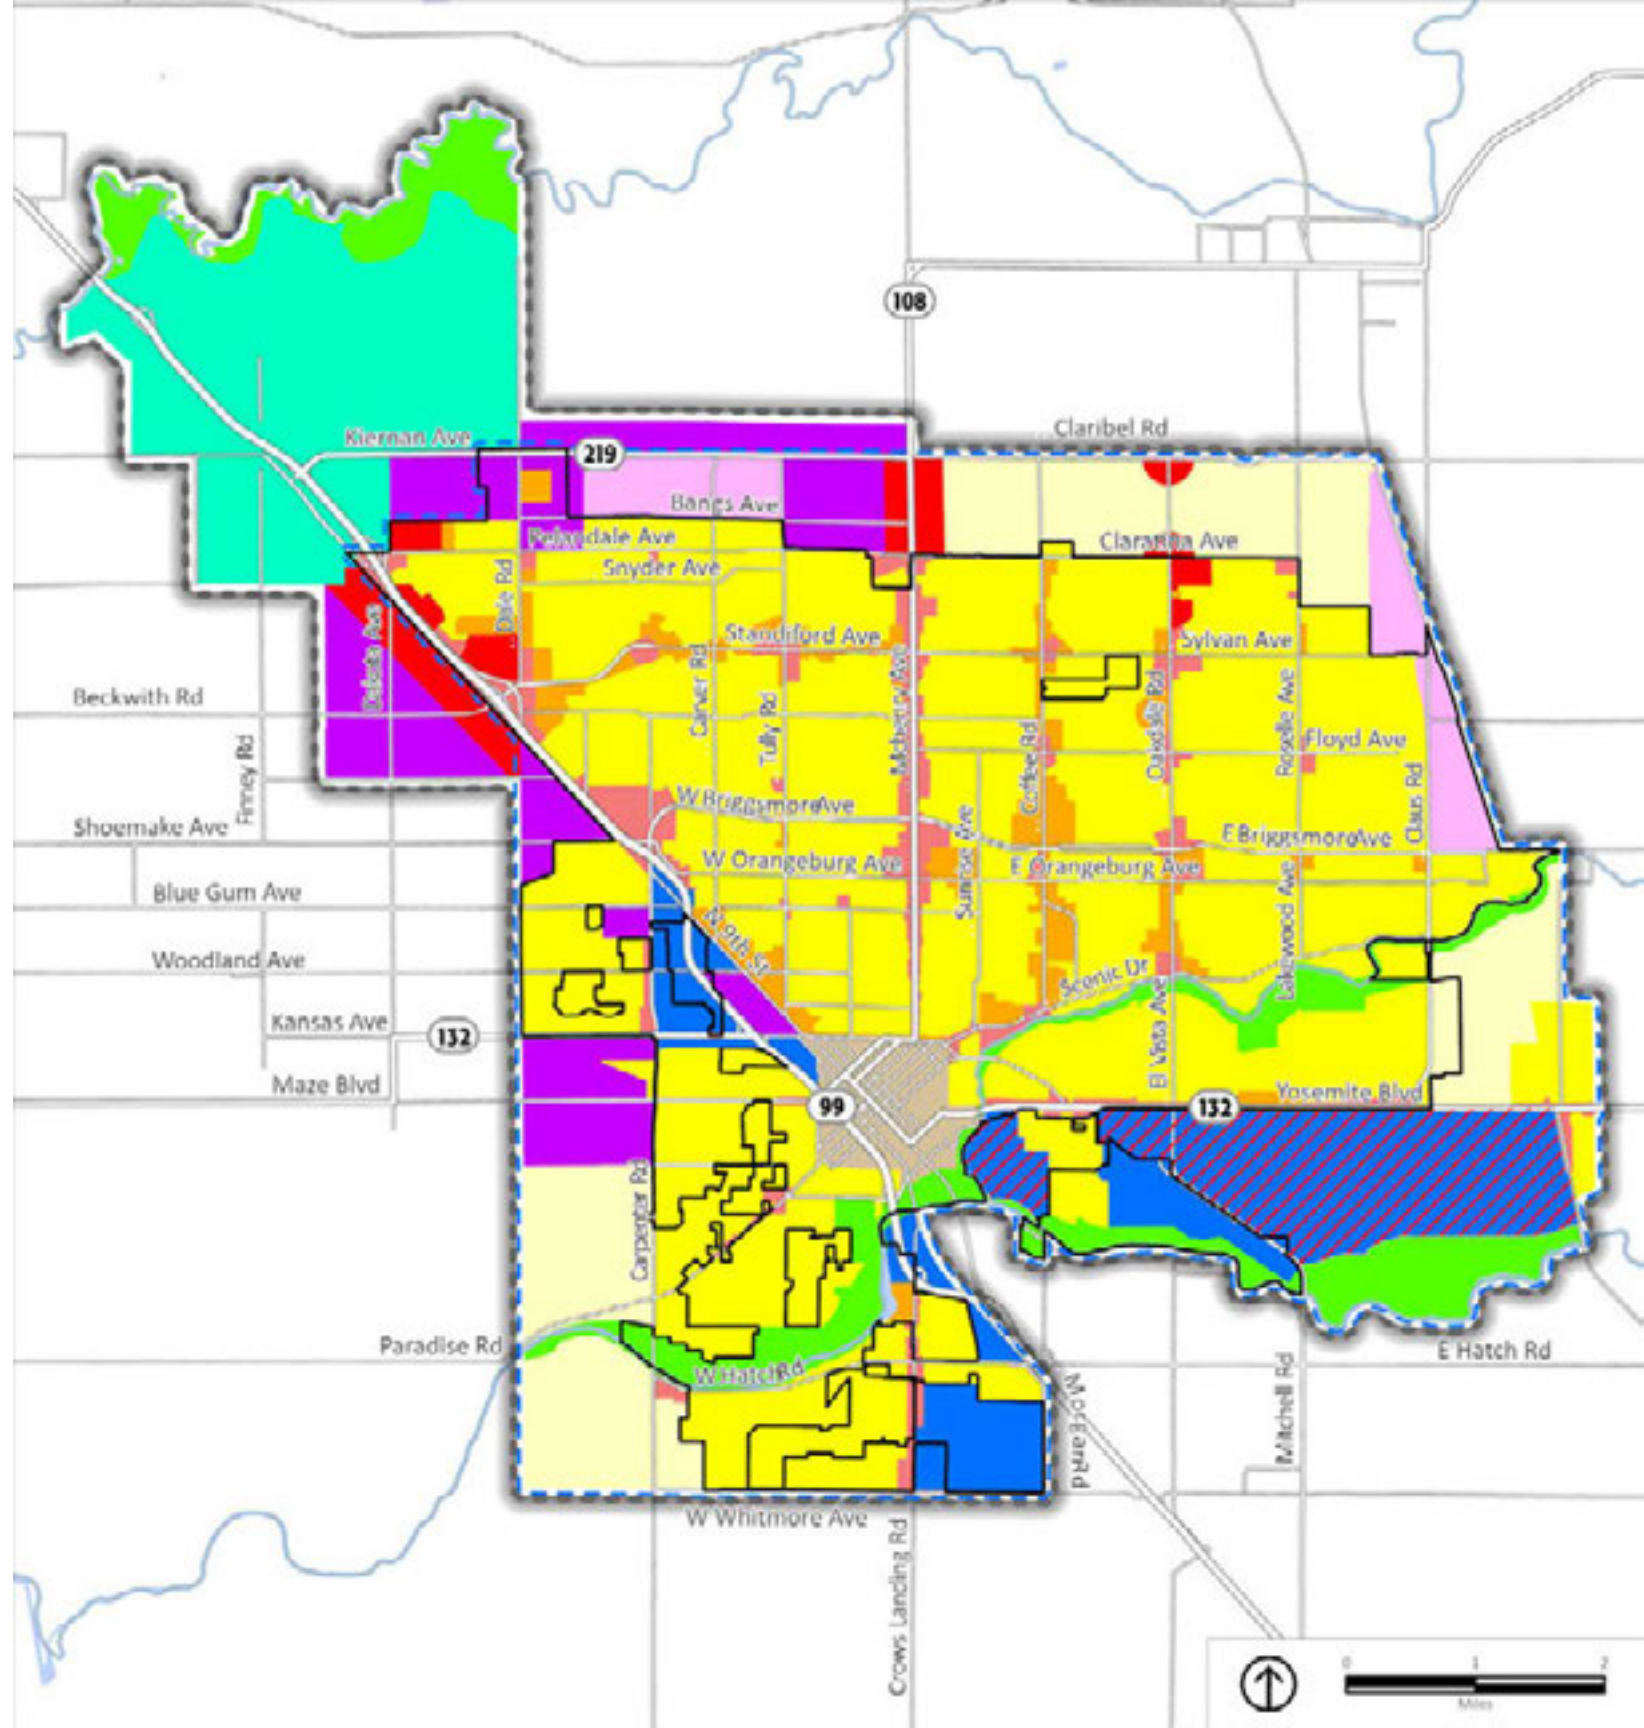 108
Claribel Rd
Kiernan Ave
219
Bangs Ave
Pelandale Ave
Claratina Ave
Snyder Ave
Dale Rd
Dakota Ave
Standiford Ave
Sylvan Ave
Beckwith Rd
Carver Rd
Tully Rd
McHenry Ave
Coffee Rd
Oakdale Rd
Roselle Ave
Floyd Ave
Finney Rd
W Briggsmore Ave
Claus Rd
Shoemake Ave
E Briggsmore Ave
Sunrise Ave
W Orangeburg Ave
E Orangeburg Ave
Blue Gum Ave
Lakewood Ave
N 9th St
Woodland Ave
Scenic Dr
Kansas Ave
132
El Vista Ave
Maze Blvd
99
132
Yosemite Blvd
Carpenter Rd
Paradise Rd
W Hatch Rd
E Hatch Rd
Mitchell Rd
Morgan Rd
W Whitmore Ave
Crows Landing Rd
0 1 2
Miles